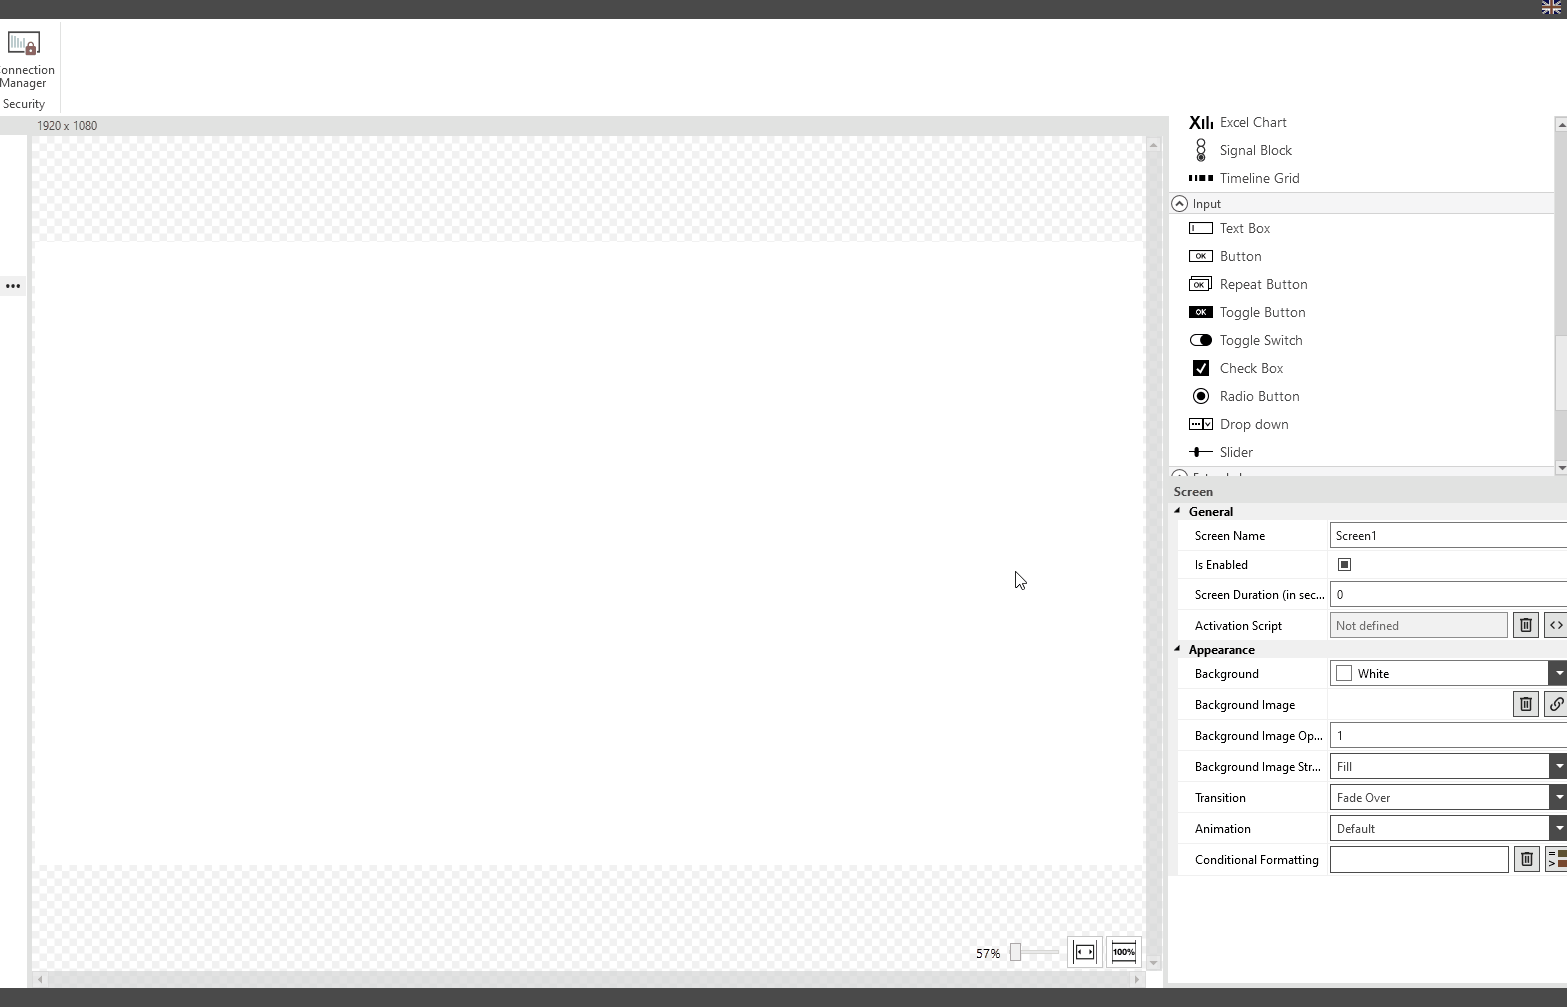 onnection
Manager
Security
1920 x 1080
Excel Chart
Signal Block
Timeline Grid
Input
Text Box
OK Button
OK Repeat Button
OK Toggle Button
Toggle Switch
Check Box
Radio Button
Drop down
Slider
Screen
General
Screen Name Screen1
Is Enabled
Screen Duration (in sec... 0
Activation Script Not defined
Appearance
Background White
Background Image
Background Image Op... 1
Background Image Str... Fill
Transition Fade Over
Animation Default
Conditional Formatting
57% 100%